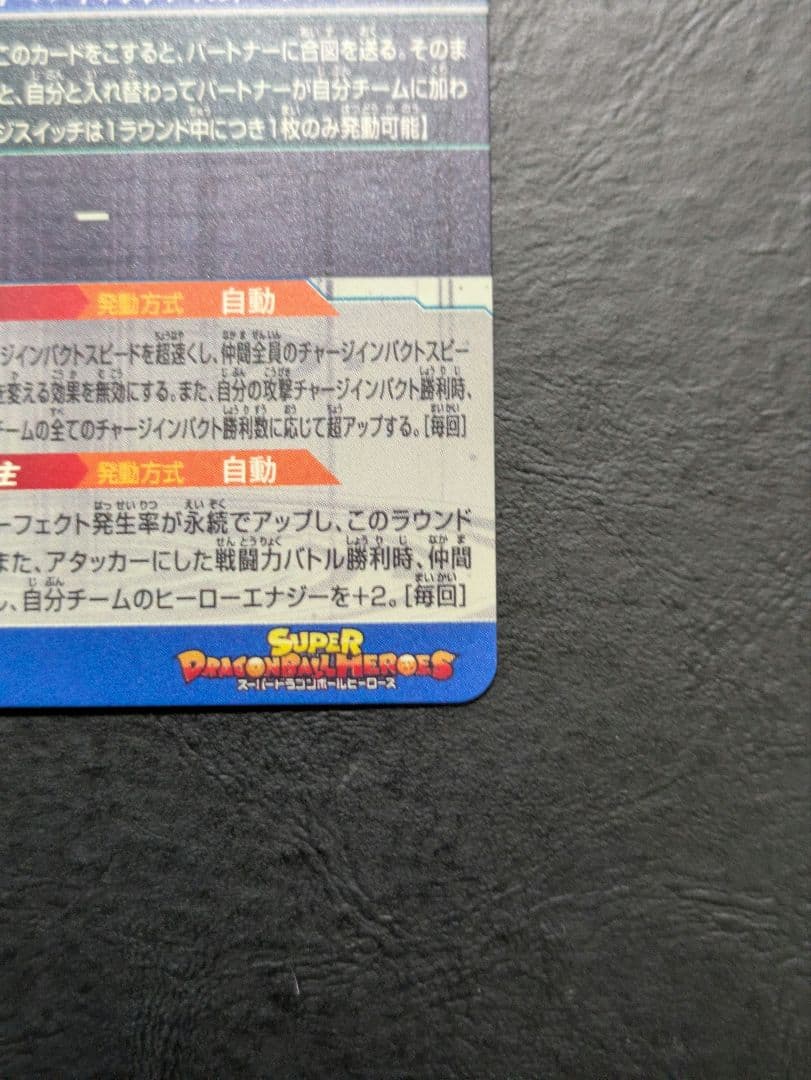 このカードをこすると、パートナーに合図を送る。そのま
と、自分と入れ替わってパートナーが自分チームに加わ
ジスイッチは1ラウンド中につき1枚のみ発動可能】
ー
発動方式 自動
ジインパクトスピードを超速くし、仲間全員のチャージインパクトスピー
を変える効果を無効にする。また、自分の攻撃チャージインパクト勝利時、
ームの全てのチャージインパクト勝利数に応じて超アップする。[毎回]
主 発動方式 自動
ーフェクト発生率が永続でアップし、このラウンド
また、アタッカーにした戦闘力バトル勝利時、仲間
し、自分チームのヒーローエナジーを+2。[毎回]
SUPER
DRAGONBALL HEROES
スーパードラゴンボールヒーローズ